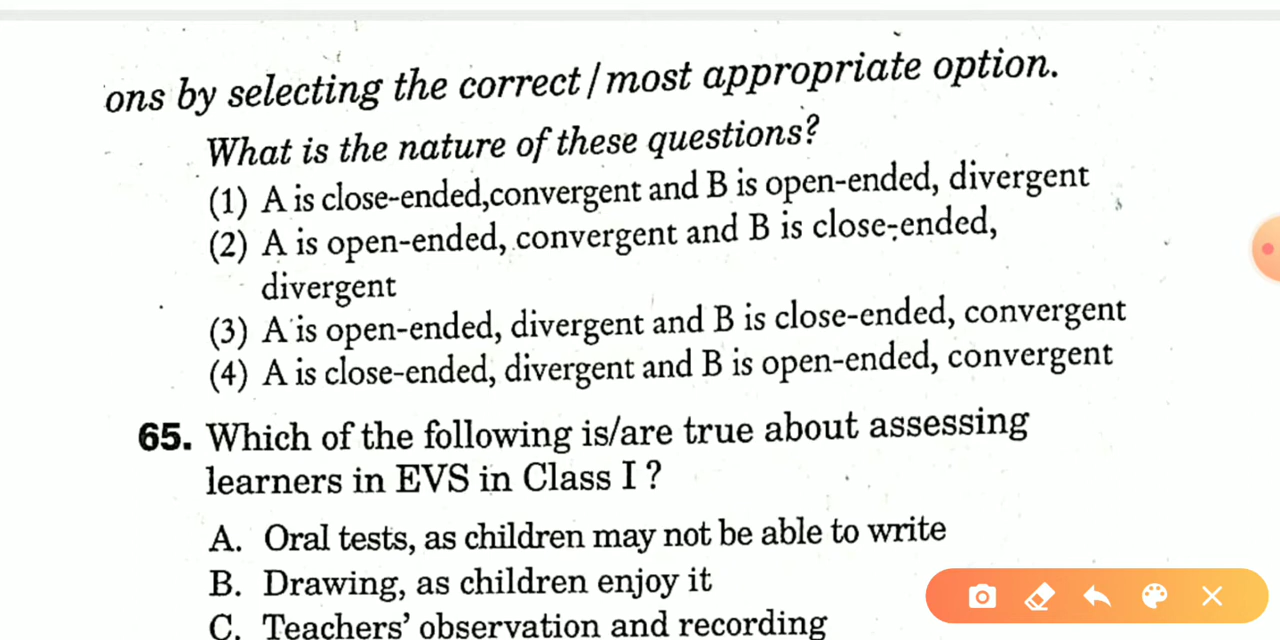 ons by selecting the correct/most appropriate option.
What is the nature of these questions?
(1) A is close-ended,convergent and B is open-ended, divergent
(2) A is open-ended, convergent and B is close-ended,
divergent
(3) A is open-ended, divergent and B is close-ended, convergent
(4) A is close-ended, divergent and B is open-ended, convergent
65. Which of the following is/are true about assessing
learners in EVS in Class I ?
A. Oral tests, as children may not be able to write
B. Drawing, as children enjoy it
C. Teachers' observation and recording